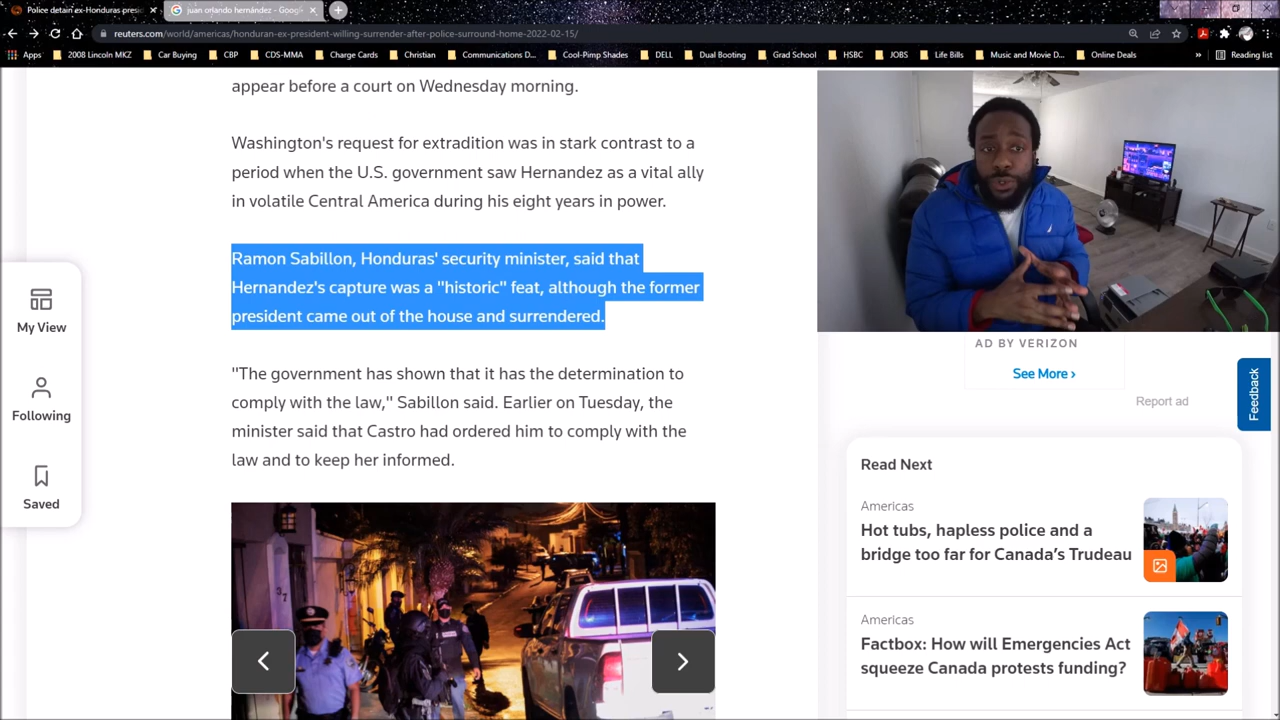 Police detain ex-Honduras presi
juan orlando hernández - Googl
reuters.com/world/americas/honduran-ex-president-willing-surrender-after-police-surround-home-2022-02-15/
Apps
2008 Lincoln MKZ
Car Buying
CBP
CDS-MMA
Charge Cards
Christian
Communications D...
Cool-Pimp Shades
DELL
Dual Booting
Grad School
HSBC
JOBS
Life Bills
Music and Movie D...
Online Deals
»
Reading list
appear before a court on Wednesday morning.
Washington's request for extradition was in stark contrast to a
period when the U.S. government saw Hernandez as a vital ally
in volatile Central America during his eight years in power.
Ramon Sabillon, Honduras' security minister, said that
Hernandez's capture was a "historic" feat, although the former
president came out of the house and surrendered.
"The government has shown that it has the determination to
comply with the law," Sabillon said. Earlier on Tuesday, the
minister said that Castro had ordered him to comply with the
law and to keep her informed.
My View
Following
Saved
AD BY VERIZON
See More ›
Report ad
Feedback
Read Next
Americas
Hot tubs, hapless police and a
bridge too far for Canada's Trudeau
Americas
Factbox: How will Emergencies Act
squeeze Canada protests funding?